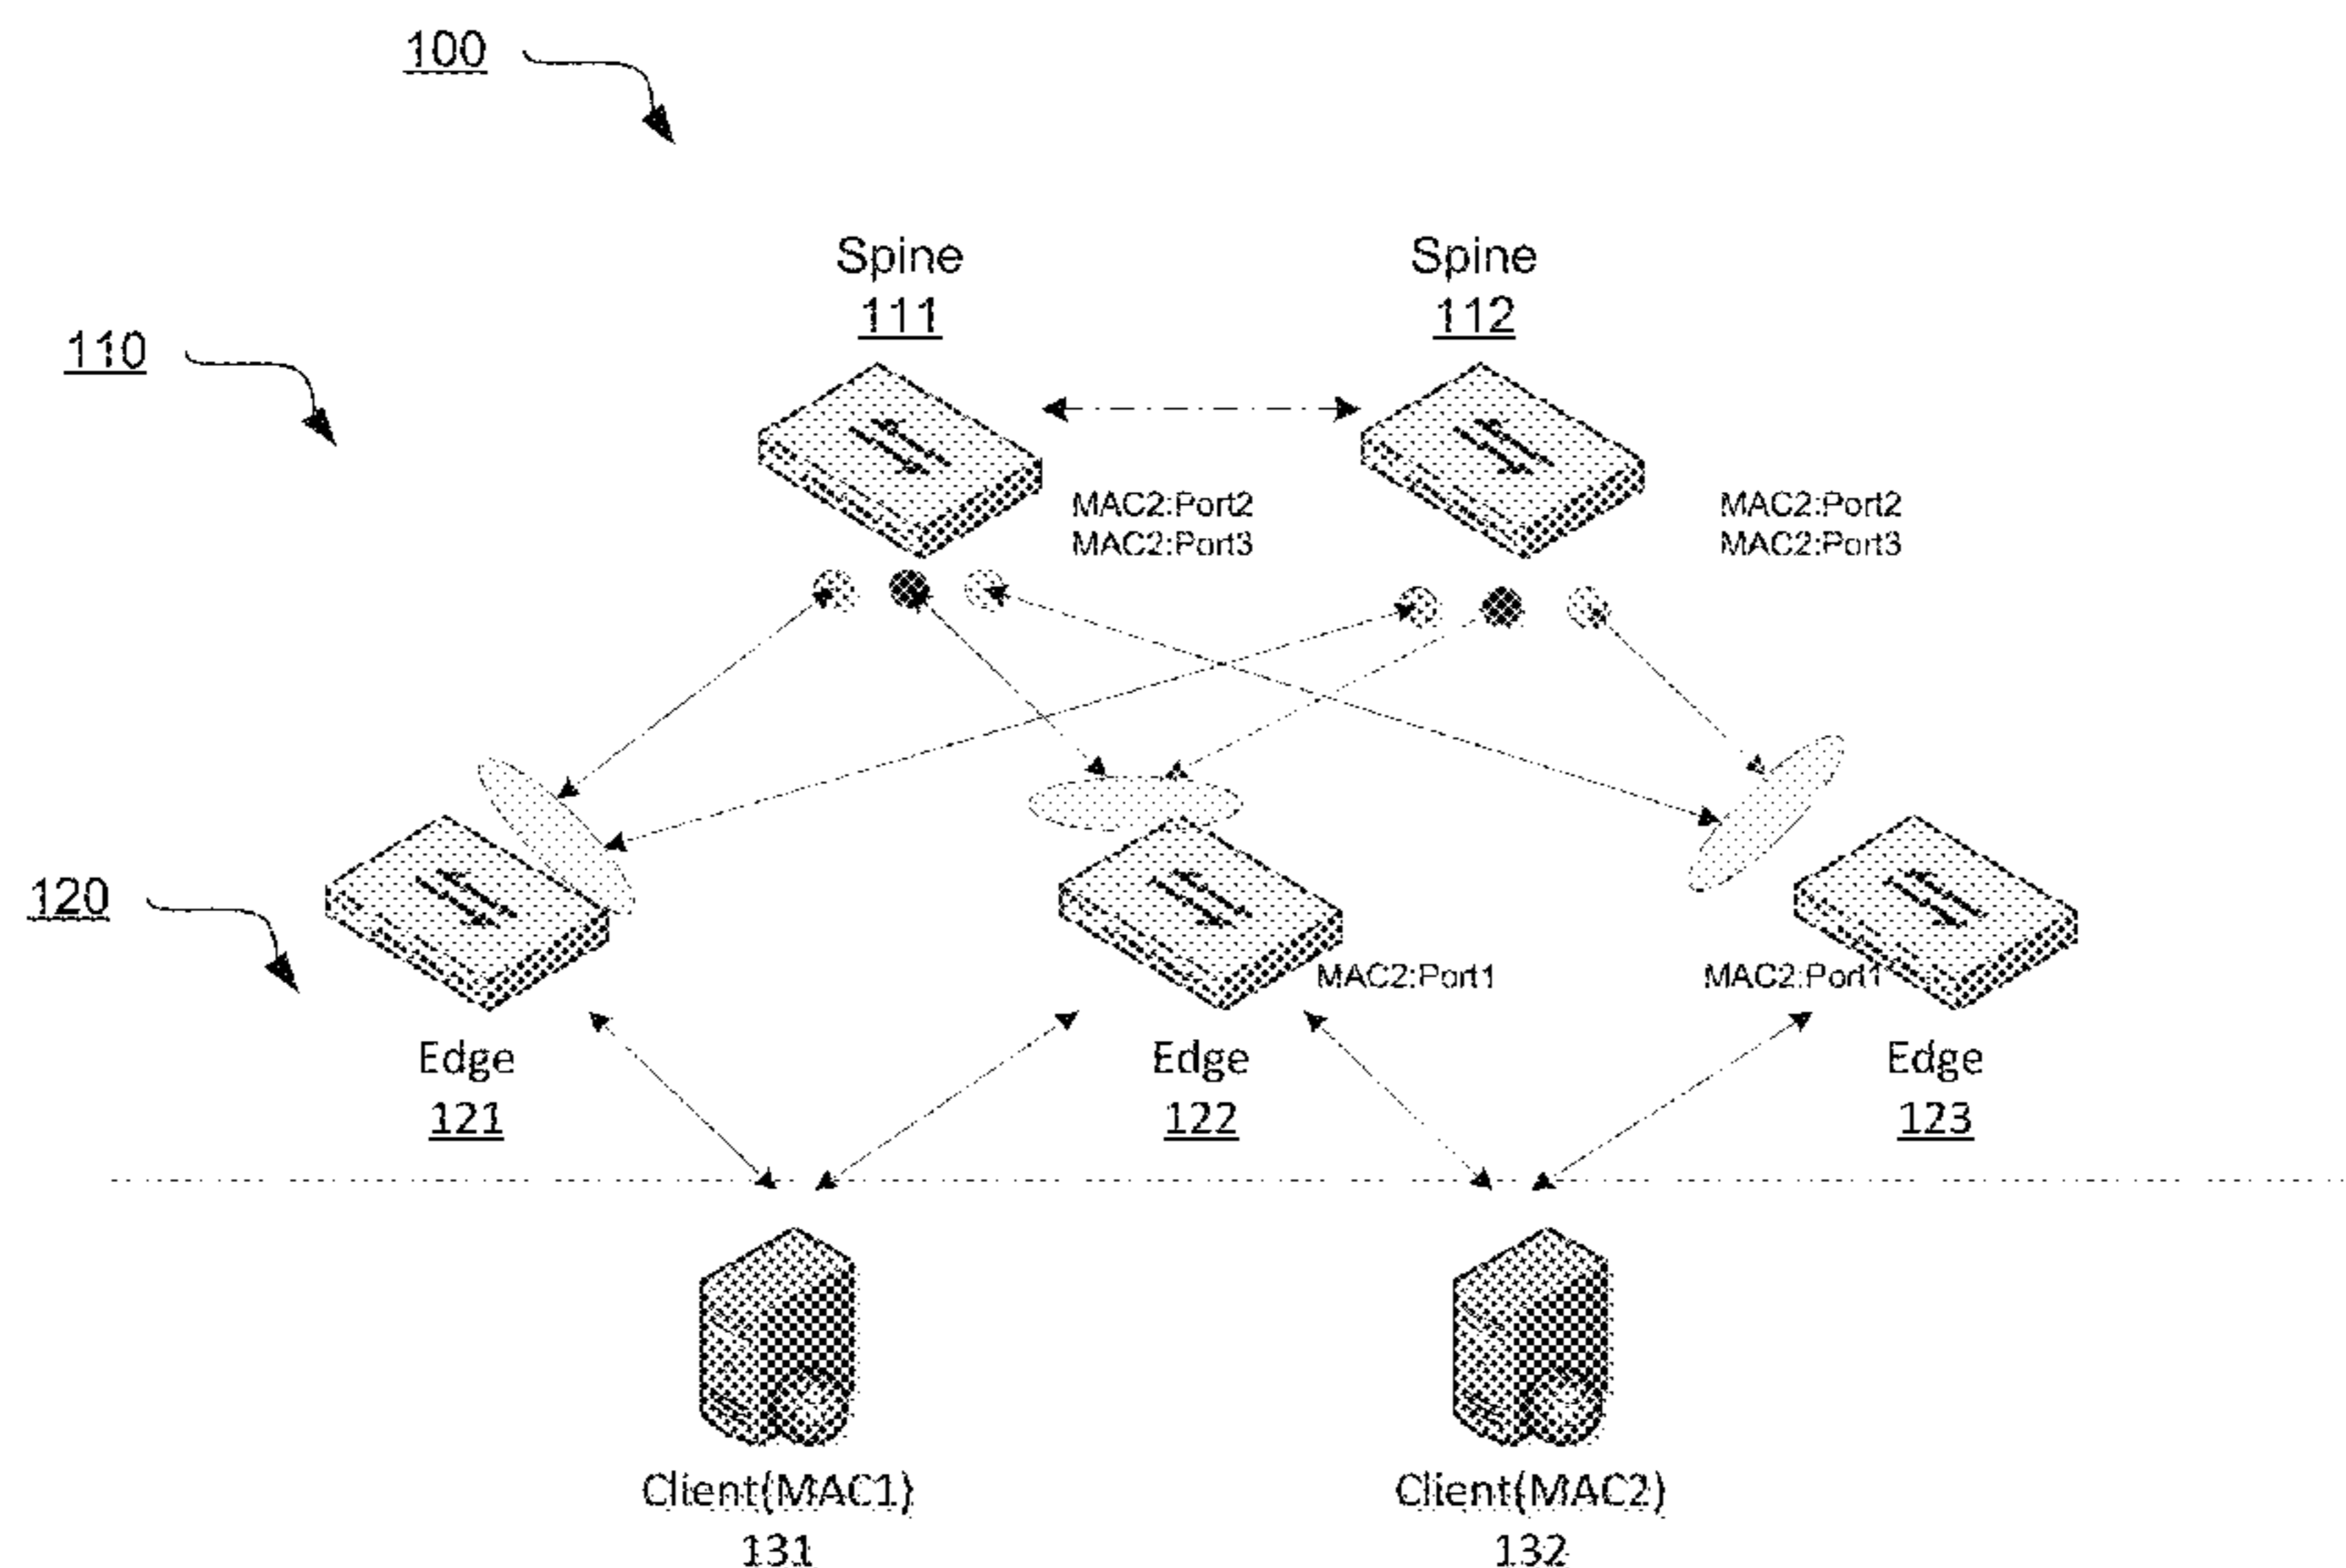 100
Spine
111
Spine
112
110
MAC2:Port2
MAC2:Port3
MAC2:Port2
MAC2:Port3
120
MAC2:Port1
MAC2:Port1
Edge
121
Edge
122
Edge
123
Client(MAC1)
131
Client(MAC2)
132